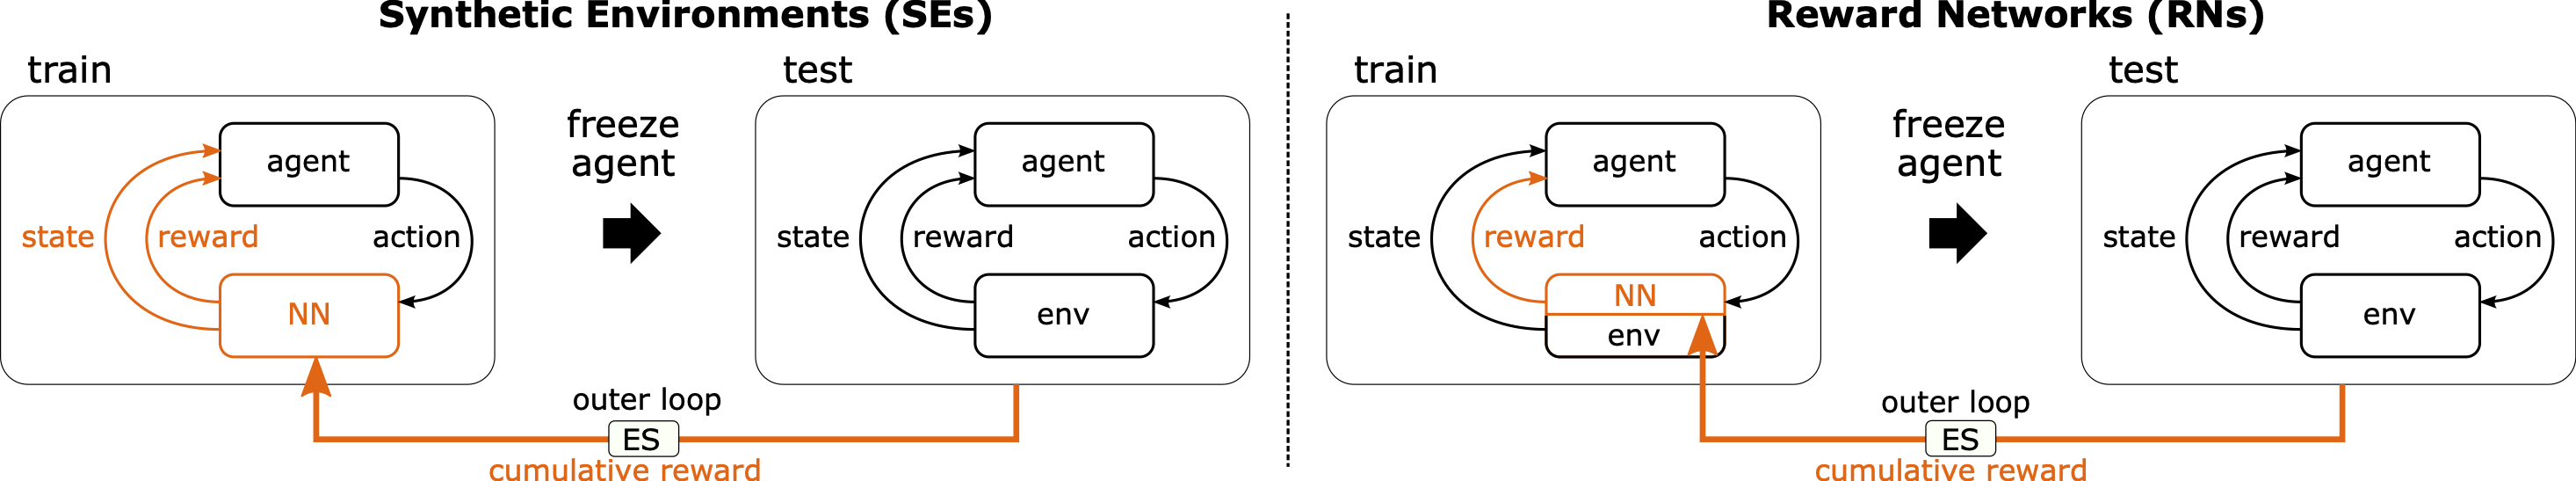 Synthetic Environments (SEs)
train
test
freeze
agent
agent
state
reward
action
NN
agent
state
reward
action
env
outer loop
ES
cumulative reward
Reward Networks (RNs)
train
test
freeze
agent
agent
state
reward
action
NN
env
agent
state
reward
action
env
outer loop
ES
cumulative reward